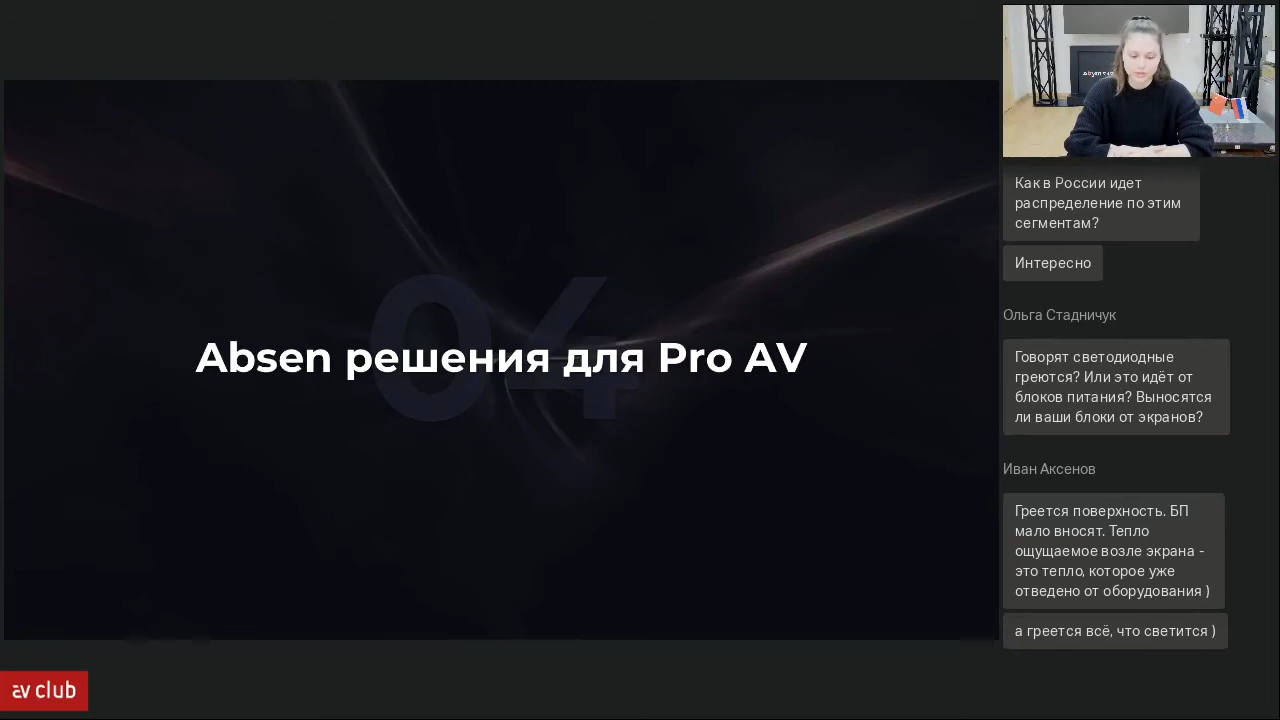 04
Absen решения для Pro AV
Absen
Как в России идет
распределение по этим
сегментам?
Интересно
Ольга Стадничук
Говорят светодиодные
греются? Или это идёт от
блоков питания? Выносятся
ли ваши блоки от экранов?
Иван Аксенов
Греется поверхность. БП
мало вносят. Тепло
ощущаемое возле экрана -
это тепло, которое уже
отведено от оборудования )
а греется всё, что светится )
av club